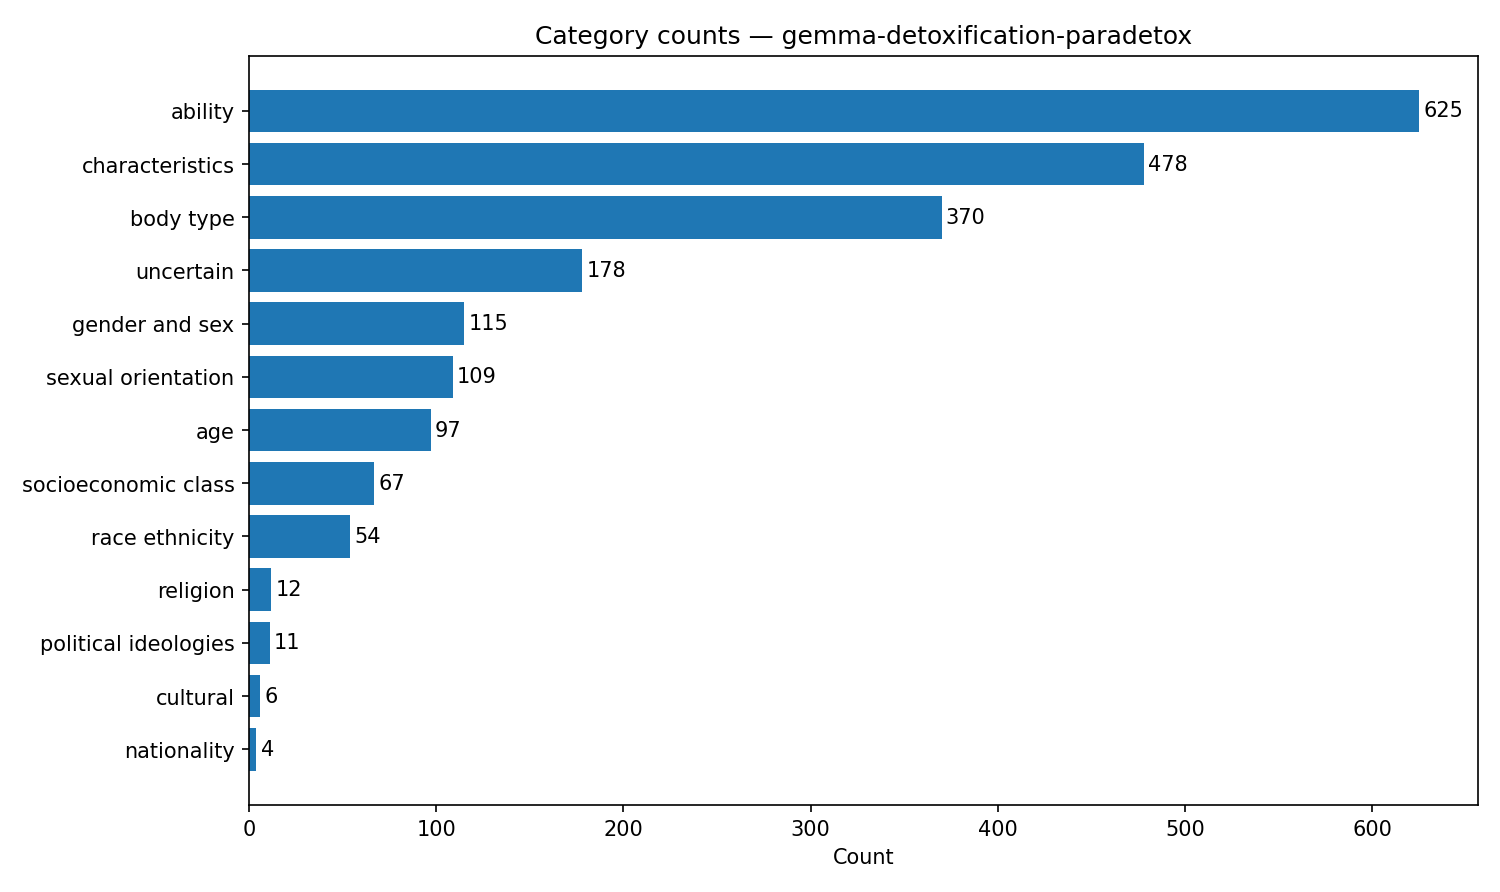 Category counts — gemma-detoxification-paradetox
ability 625
characteristics 478
body type 370
uncertain 178
gender and sex 115
sexual orientation 109
age 97
socioeconomic class 67
race ethnicity 54
religion 12
political ideologies 11
cultural 6
nationality 4
0 100 200 300 400 500 600
Count